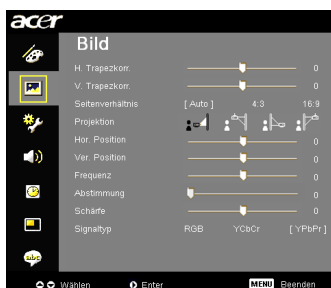 acer
Bild
H. Trapezkorr. 0
V. Trapezkorr. 0
Seitenverhältnis [ Auto ] 4:3 16:9
Projektion
Hor. Position 0
Ver. Position 0
Frequenz 0
Abstimmung 0
Schärfe 0
Signaltyp RGB YCbCr [ YPbPr ]
abc
Wählen Enter MENU Beenden